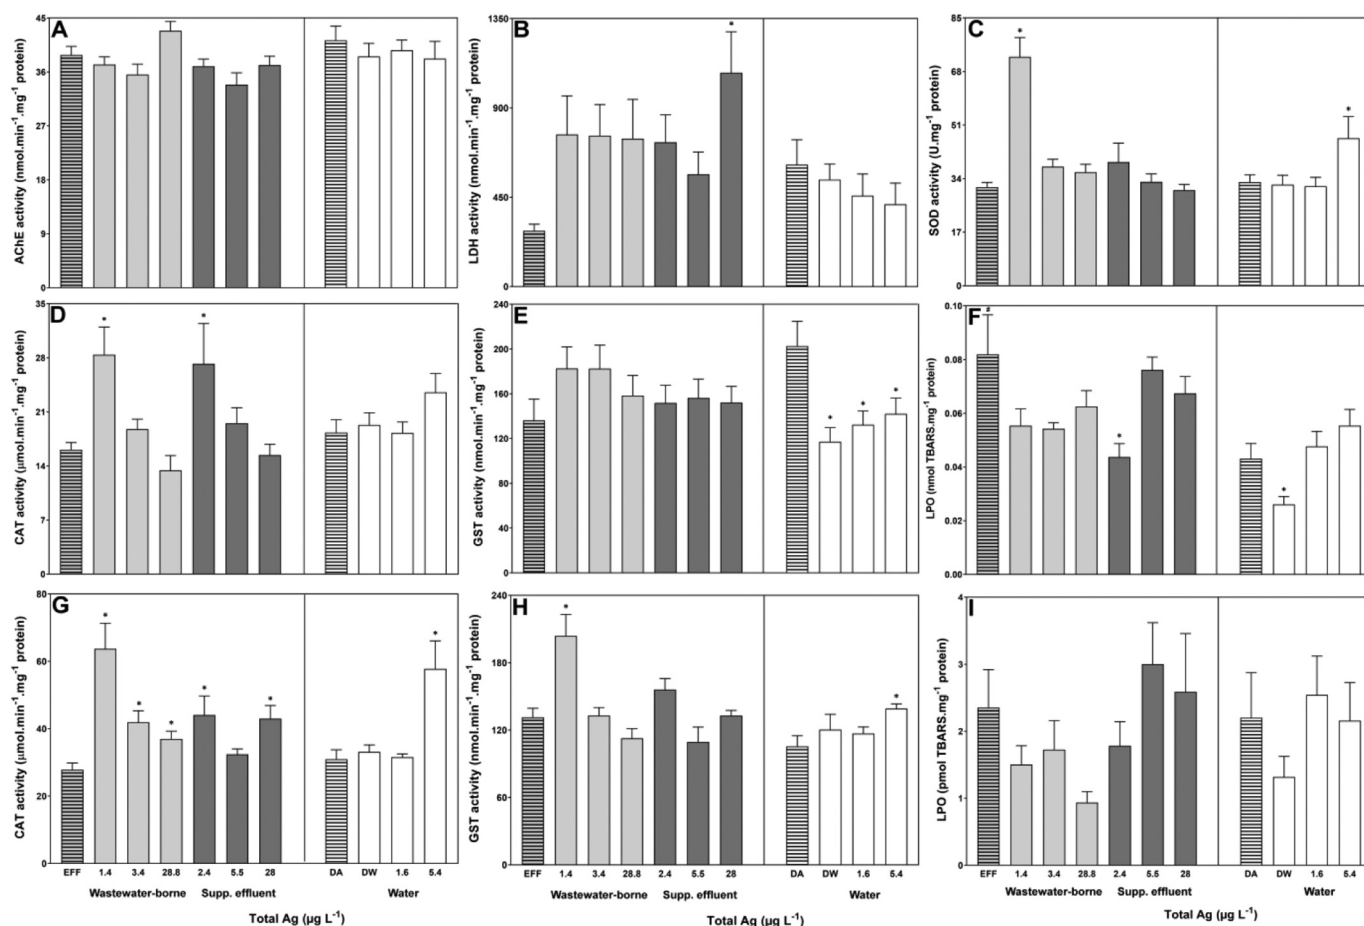 A
AChE activity (nmol.min⁻¹.mg⁻¹ protein)
45
36
27
18
9
0
B
LDH activity (nmol.min⁻¹.mg⁻¹ protein)
1350
900
450
0
*
C
SOD activity (U.mg⁻¹ protein)
85
68
51
34
17
0
*
*
D
CAT activity (µmol.min⁻¹.mg⁻¹ protein)
35
28
21
14
7
0
*
*
E
GST activity (nmol.min⁻¹.mg⁻¹ protein)
240
200
160
120
80
40
0
*
*
*
F
LPO (nmol TBARS.mg⁻¹ protein)
0.10
0.08
0.06
0.04
0.02
0.00
#
*
*
G
CAT activity (µmol.min⁻¹.mg⁻¹ protein)
80
60
40
20
0
*
*
*
*
*
*
EFF 1.4 3.4 28.8 2.4 5.5 28 DA DW 1.6 5.4
Wastewater-borne Supp. effluent Water
Total Ag (µg L⁻¹)
H
GST activity (nmol.min⁻¹.mg⁻¹ protein)
240
180
120
60
0
*
*
EFF 1.4 3.4 28.8 2.4 5.5 28 DA DW 1.6 5.4
Wastewater-borne Supp. effluent Water
Total Ag (µg L⁻¹)
I
LPO (pmol TBARS.mg⁻¹ protein)
4
3
2
1
0
EFF 1.4 3.4 28.8 2.4 5.5 28 DA DW 1.6 5.4
Wastewater-borne Supp. effluent Water
Total Ag (µg L⁻¹)